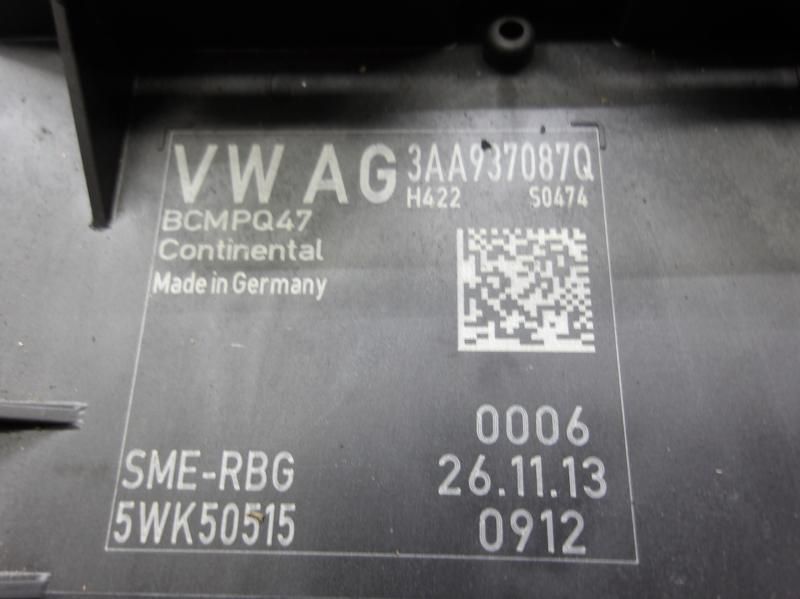 VW AG 3AA937087Q
H422 S0474
BCMPQ47
Continental
Made in Germany
0006
SME-RBG 26.11.13
5WK50515 0912